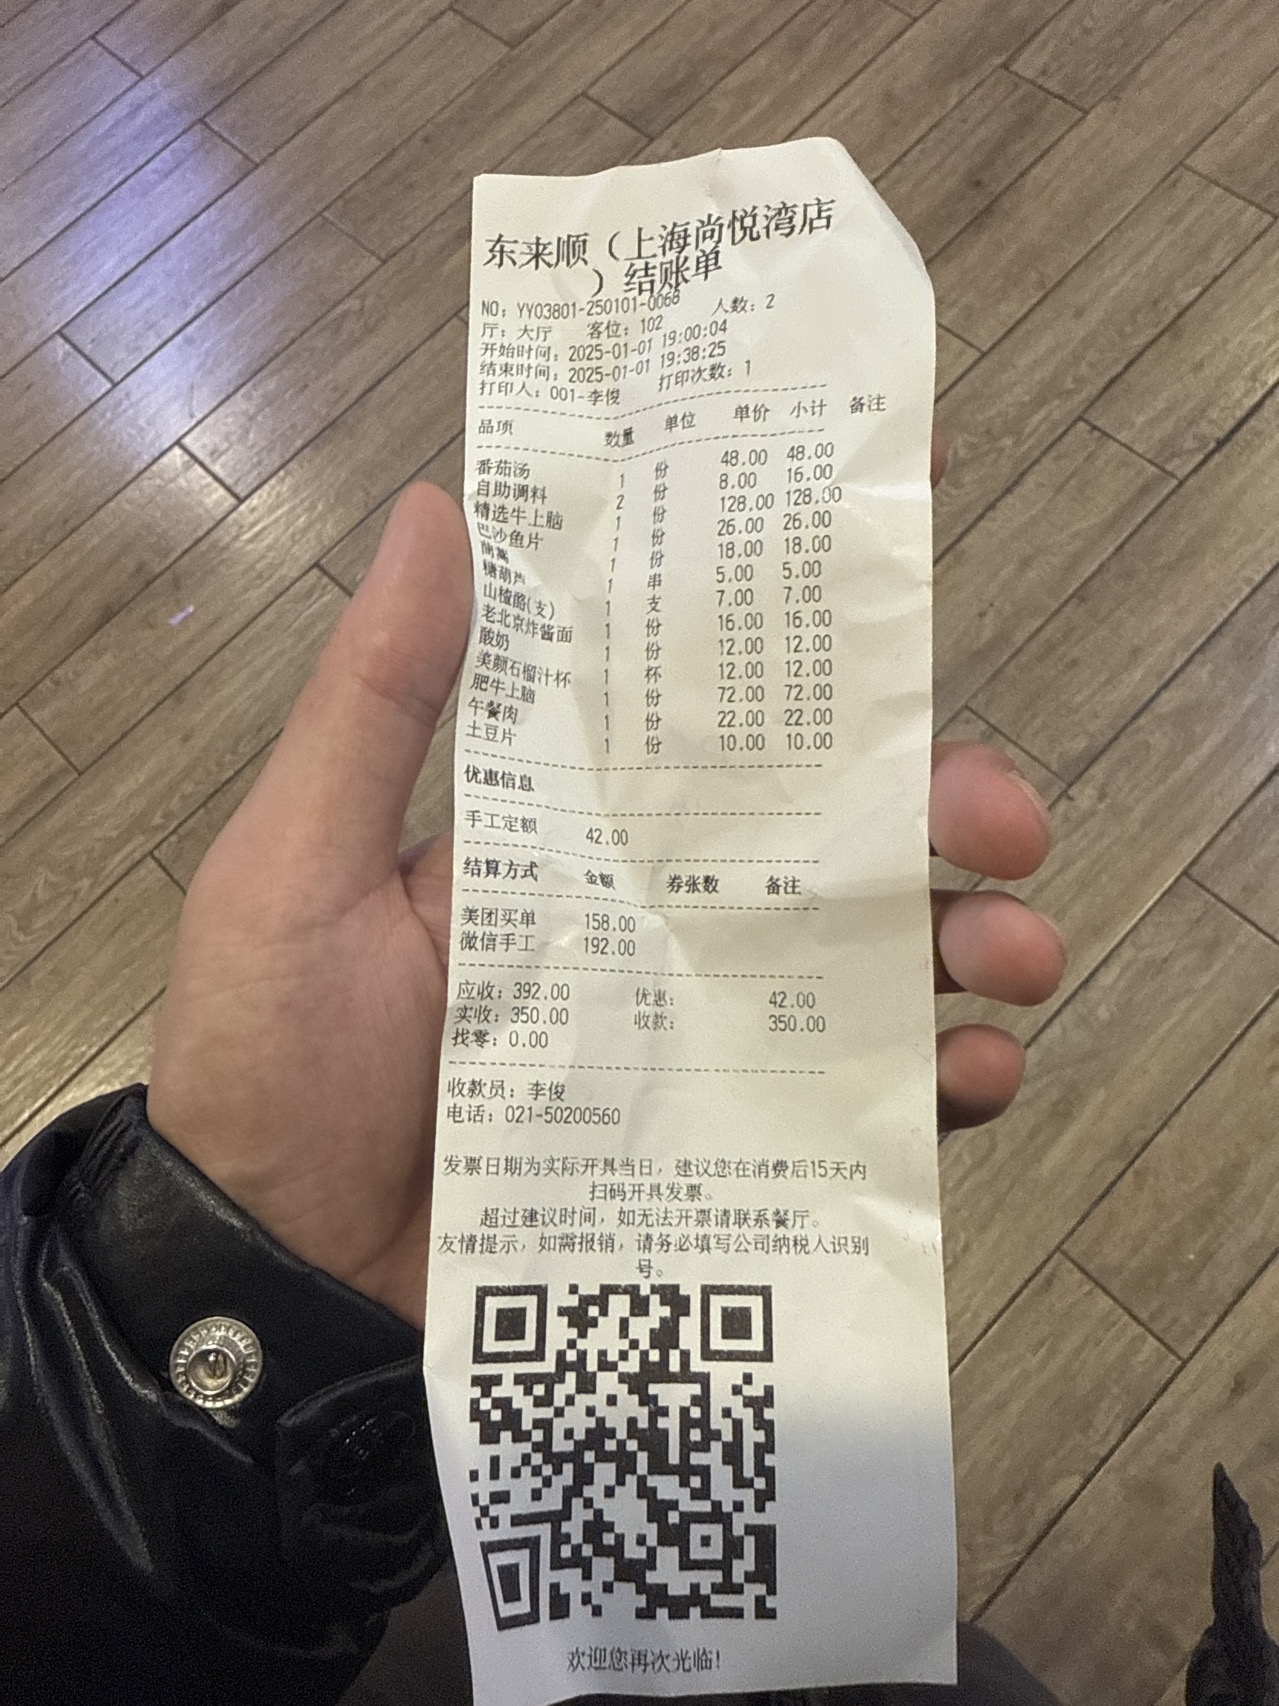 东来顺（上海尚悦湾店
）结账单
NO: YY03801-250101-0068 人数: 2
厅: 大厅 客位: 102
开始时间: 2025-01-01 19:00:04
结束时间: 2025-01-01 19:38:25
打印人: 001-李俊 打印次数: 1
品项 数量 单位 单价 小计 备注
番茄汤 1 份 48.00 48.00
自助调料 2 份 8.00 16.00
精选牛上脑 1 份 128.00 128.00
巴沙鱼片 1 份 26.00 26.00
茼蒿 1 份 18.00 18.00
糖葫芦 1 串 5.00 5.00
山楂酪(支) 1 支 7.00 7.00
老北京炸酱面 1 份 16.00 16.00
酸奶 1 份 12.00 12.00
美颜石榴汁杯 1 杯 12.00 12.00
肥牛上脑 1 份 72.00 72.00
午餐肉 1 份 22.00 22.00
土豆片 1 份 10.00 10.00
优惠信息
手工定额 42.00
结算方式 金额 券张数 备注
美团买单 158.00
微信手工 192.00
应收: 392.00 优惠: 42.00
实收: 350.00 收款: 350.00
找零: 0.00
收款员: 李俊
电话: 021-50200560
发票日期为实际开具当日，建议您在消费后15天内
扫码开具发票。
超过建议时间，如无法开票请联系餐厅。
友情提示，如需报销，请务必填写公司纳税人识别
号。
欢迎您再次光临!